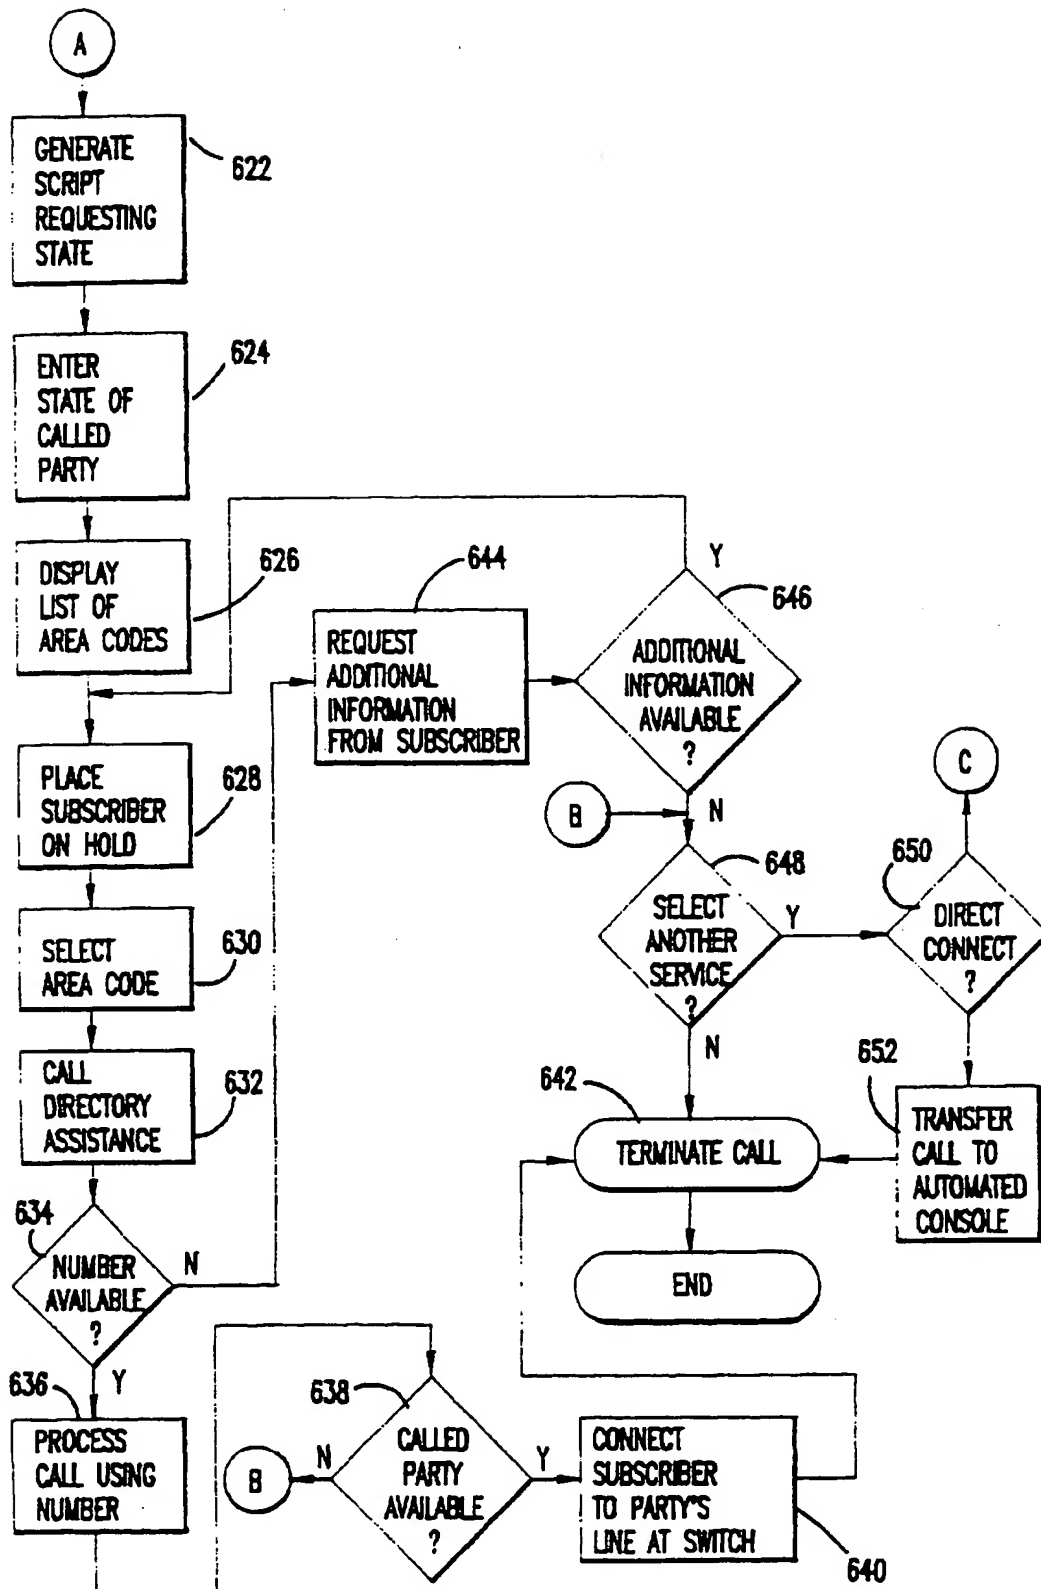 A
GENERATE
SCRIPT
REQUESTING
STATE
622
ENTER
STATE OF
CALLED
PARTY
624
DISPLAY
LIST OF
AREA CODES
626
PLACE
SUBSCRIBER
ON HOLD
628
SELECT
AREA CODE
630
CALL
DIRECTORY
ASSISTANCE
632
634
NUMBER
AVAILABLE
?
N
Y
636
PROCESS
CALL USING
NUMBER
644
REQUEST
ADDITIONAL
INFORMATION
FROM SUBSCRIBER
Y
646
ADDITIONAL
INFORMATION
AVAILABLE
?
N
B
648
SELECT
ANOTHER
SERVICE
?
Y
N
C
650
DIRECT
CONNECT
?
652
TRANSFER
CALL TO
AUTOMATED
CONSOLE
642
TERMINATE CALL
END
638
CALLED
PARTY
AVAILABLE
?
N
B
Y
CONNECT
SUBSCRIBER
TO PARTY'S
LINE AT SWITCH
640